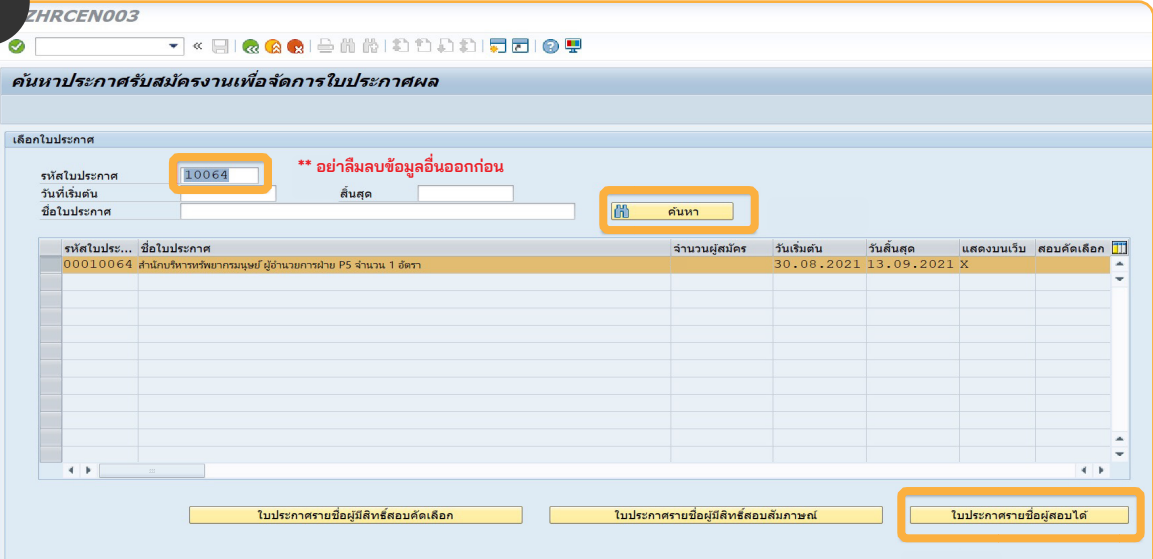 ZHRCEN003
ค้นหาประกาศรับสมัครงานเพื่อจัดการใบประกาศผล
เลือกใบประกาศ
รหัสใบประกาศ 10064 ** อย่าลืมลบข้อมูลอื่นออกก่อน
วันที่เริ่มต้น สิ้นสุด
ชื่อใบประกาศ ค้นหา
รหัสใบประ... ชื่อใบประกาศ จำนวนผู้สมัคร วันเริ่มต้น วันสิ้นสุด แสดงบนเว็บ สอบคัดเลือก
00010064 สำนักบริหารทรัพยากรมนุษย์ ผู้อำนวยการฝ่าย P5 จำนวน 1 อัตรา 30.08.2021 13.09.2021 X
ใบประกาศรายชื่อผู้มีสิทธิ์สอบคัดเลือก ใบประกาศรายชื่อผู้มีสิทธิ์สอบสัมภาษณ์ ใบประกาศรายชื่อผู้สอบได้